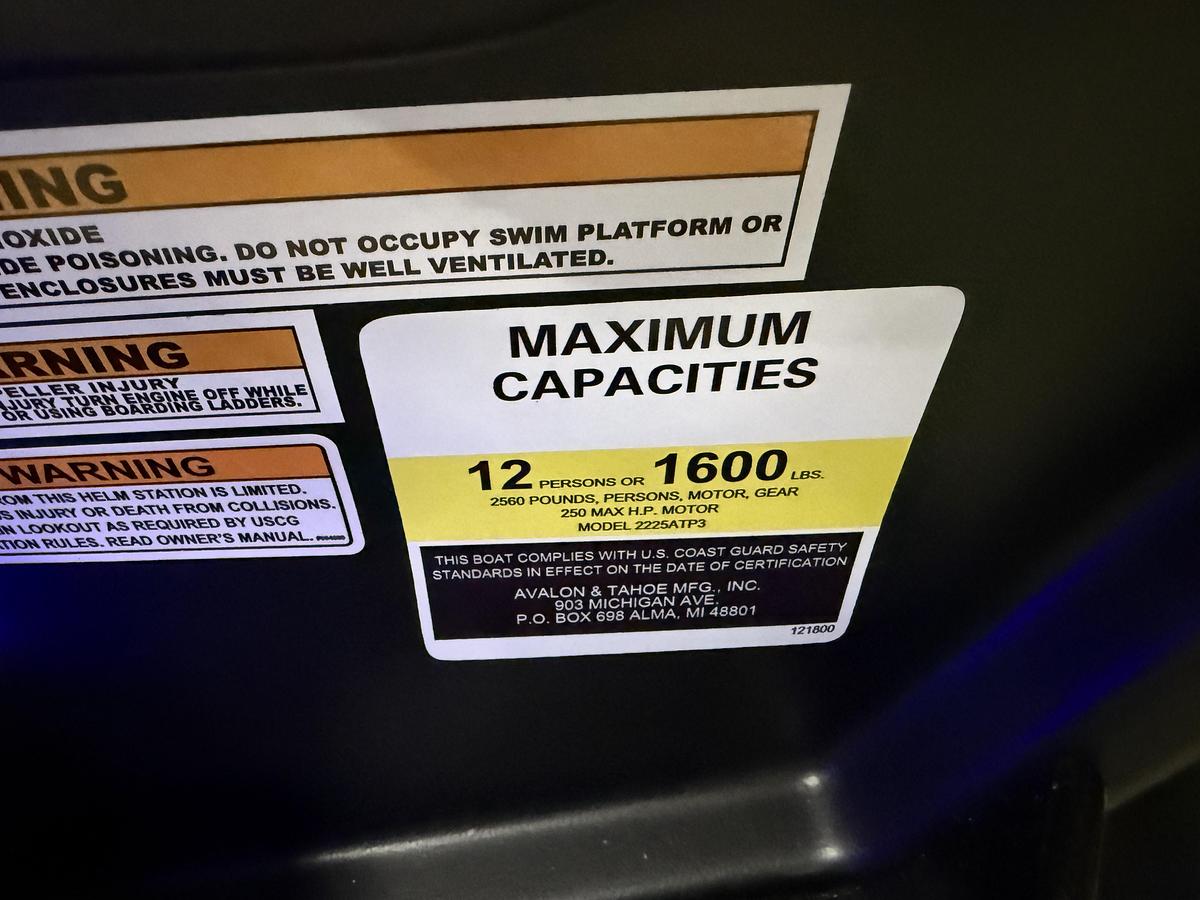 ING
OXIDE
DE POISONING. DO NOT OCCUPY SWIM PLATFORM OR
ENCLOSURES MUST BE WELL VENTILATED.
ARNING
PELLER INJURY
JURY TURN ENGINE OFF WHILE
OR USING BOARDING LADDERS.
WARNING
ROM THIS HELM STATION IS LIMITED.
S INJURY OR DEATH FROM COLLISIONS.
IN LOOKOUT AS REQUIRED BY USCG
TION RULES. READ OWNER'S MANUAL.
MAXIMUM
CAPACITIES
12 PERSONS OR 1600 LBS.
2560 POUNDS, PERSONS, MOTOR, GEAR
250 MAX H.P. MOTOR
MODEL 2225ATP3
THIS BOAT COMPLIES WITH U.S. COAST GUARD SAFETY
STANDARDS IN EFFECT ON THE DATE OF CERTIFICATION
AVALON & TAHOE MFG., INC.
903 MICHIGAN AVE.
P.O. BOX 698 ALMA, MI 48801
121800